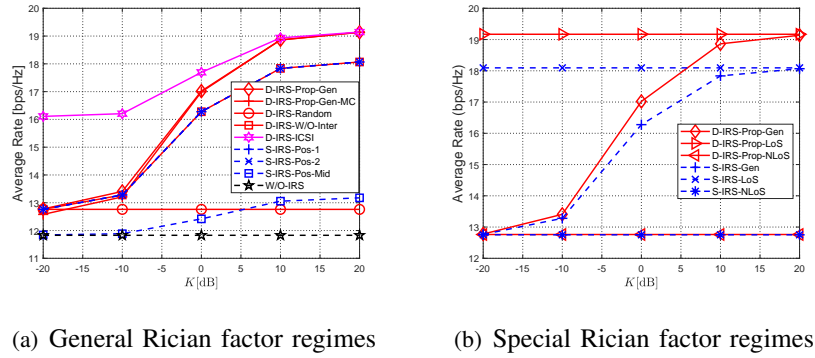 20
19
18
17
16
15
14
13
12
11
Average Rate [bps/Hz]
-20 -15 -10 -5 0 5 10 15 20
K[dB]
D-IRS-Prop-Gen
D-IRS-Prop-Gen-MC
D-IRS-Random
D-IRS-W/O-Inter
D-IRS-ICSI
S-IRS-Pos-1
S-IRS-Pos-2
S-IRS-Pos-Mid
W/O-IRS
(a) General Rician factor regimes
20
19
18
17
16
15
14
13
12
Average Rate (bps/Hz)
-20 -15 -10 -5 0 5 10 15 20
K[dB]
D-IRS-Prop-Gen
D-IRS-Prop-LoS
D-IRS-Prop-NLoS
S-IRS-Gen
S-IRS-LoS
S-IRS-NLoS
(b) Special Rician factor regimes